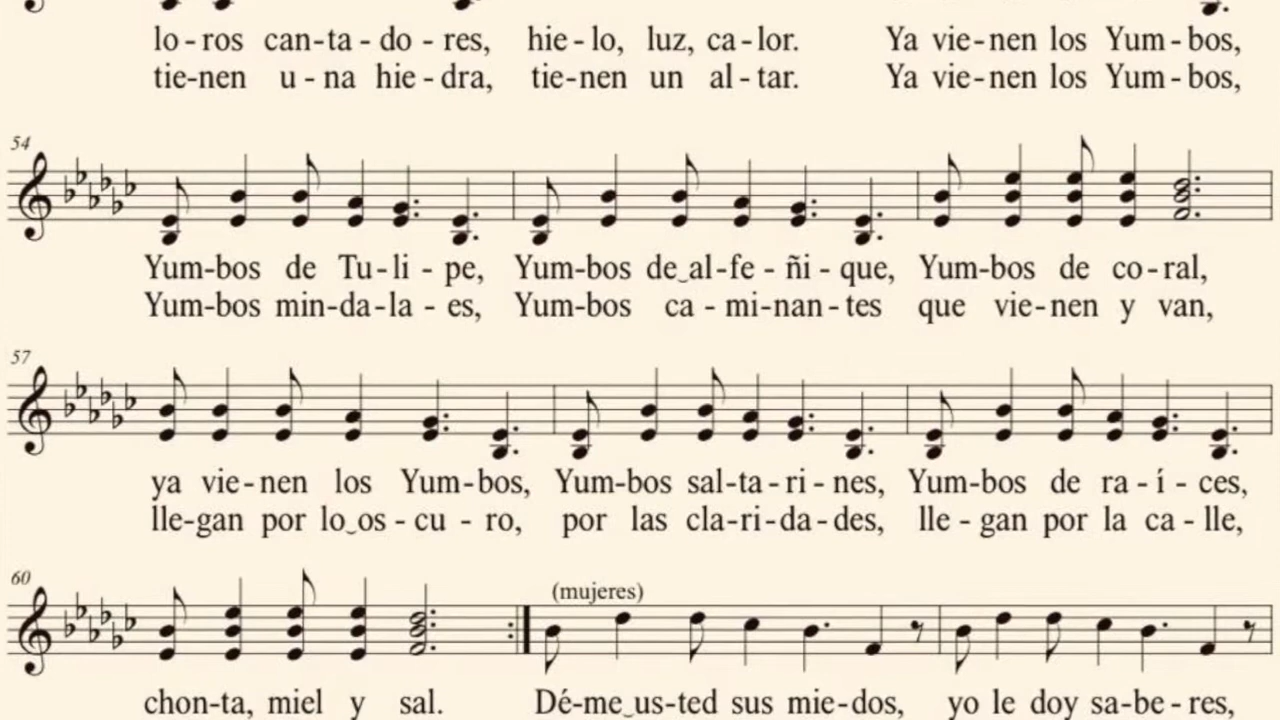 lo-ros can-ta-do-res, hie-lo, luz, ca-lor. Ya vie-nen los Yum-bos,
tie-nen u-na hie-dra, tie-nen un al-tar. Ya vie-nen los Yum-bos,
54
Yum-bos de Tu-li-pe, Yum-bos de‿al-fe-ñi-que, Yum-bos de co-ral,
Yum-bos min-da-la-es, Yum-bos ca-mi-nan-tes que vie-nen y van,
57
ya vie-nen los Yum-bos, Yum-bos sal-ta-ri-nes, Yum-bos de ra-í-ces,
lle-gan por lo‿os-cu-ro, por las cla-ri-da-des, lle-gan por la ca-lle,
60
(mujeres)
chon-ta, miel y sal. Dé-me‿us-ted sus mie-dos, yo le doy sa-be-res,